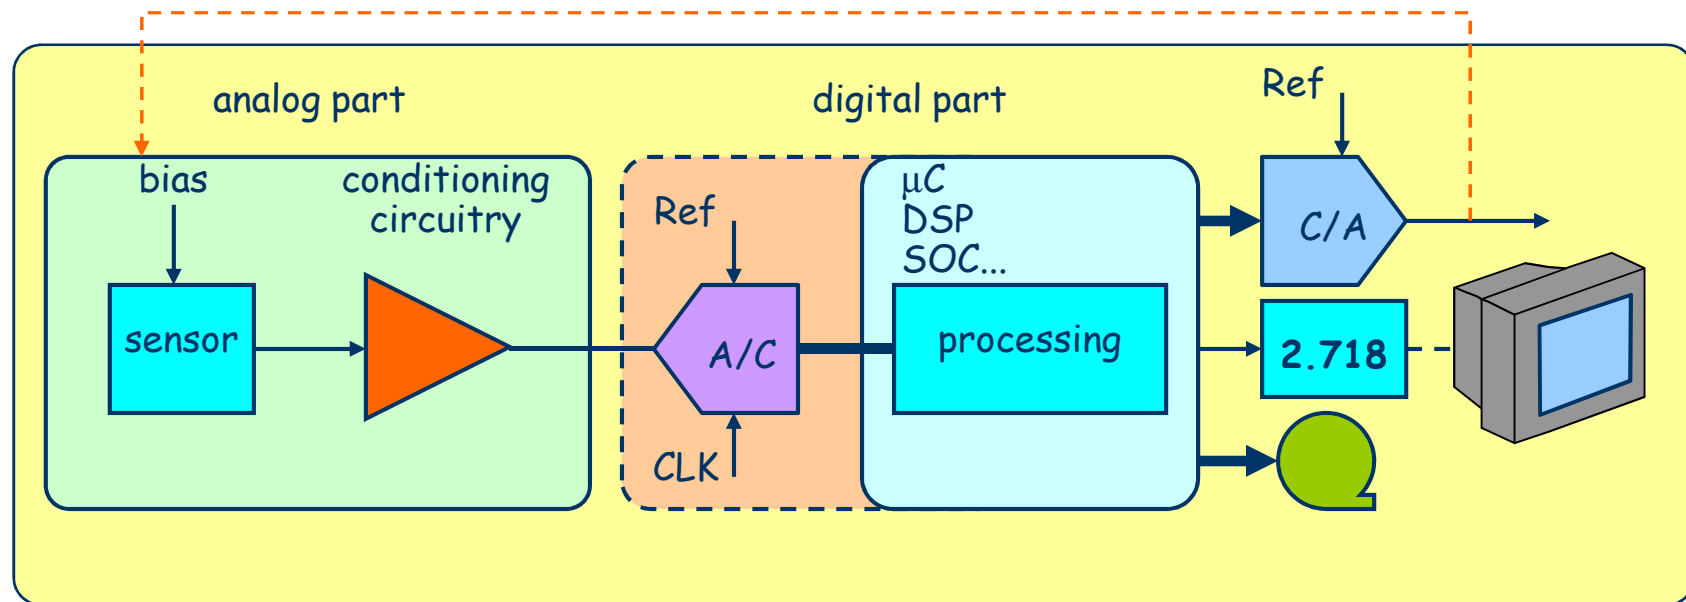 analog part
digital part
Ref
bias
conditioning
circuitry
Ref
μC
DSP
SOC...
C/A
sensor
A/C
processing
2.718
CLK